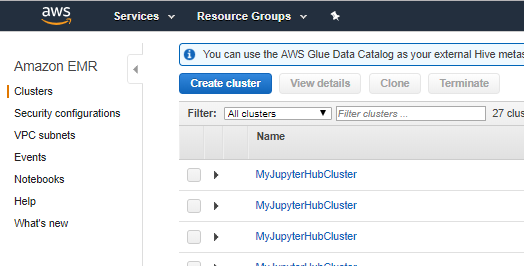 aws
Services
Resource Groups
Amazon EMR
Clusters
Security configurations
VPC subnets
Events
Notebooks
Help
What's new
You can use the AWS Glue Data Catalog as your external Hive metas
Create cluster
View details
Clone
Terminate
Filter: All clusters Filter clusters ... 27 clus
Name
MyJupyterHubCluster
MyJupyterHubCluster
MyJupyterHubCluster
MyJupyterHubCluster